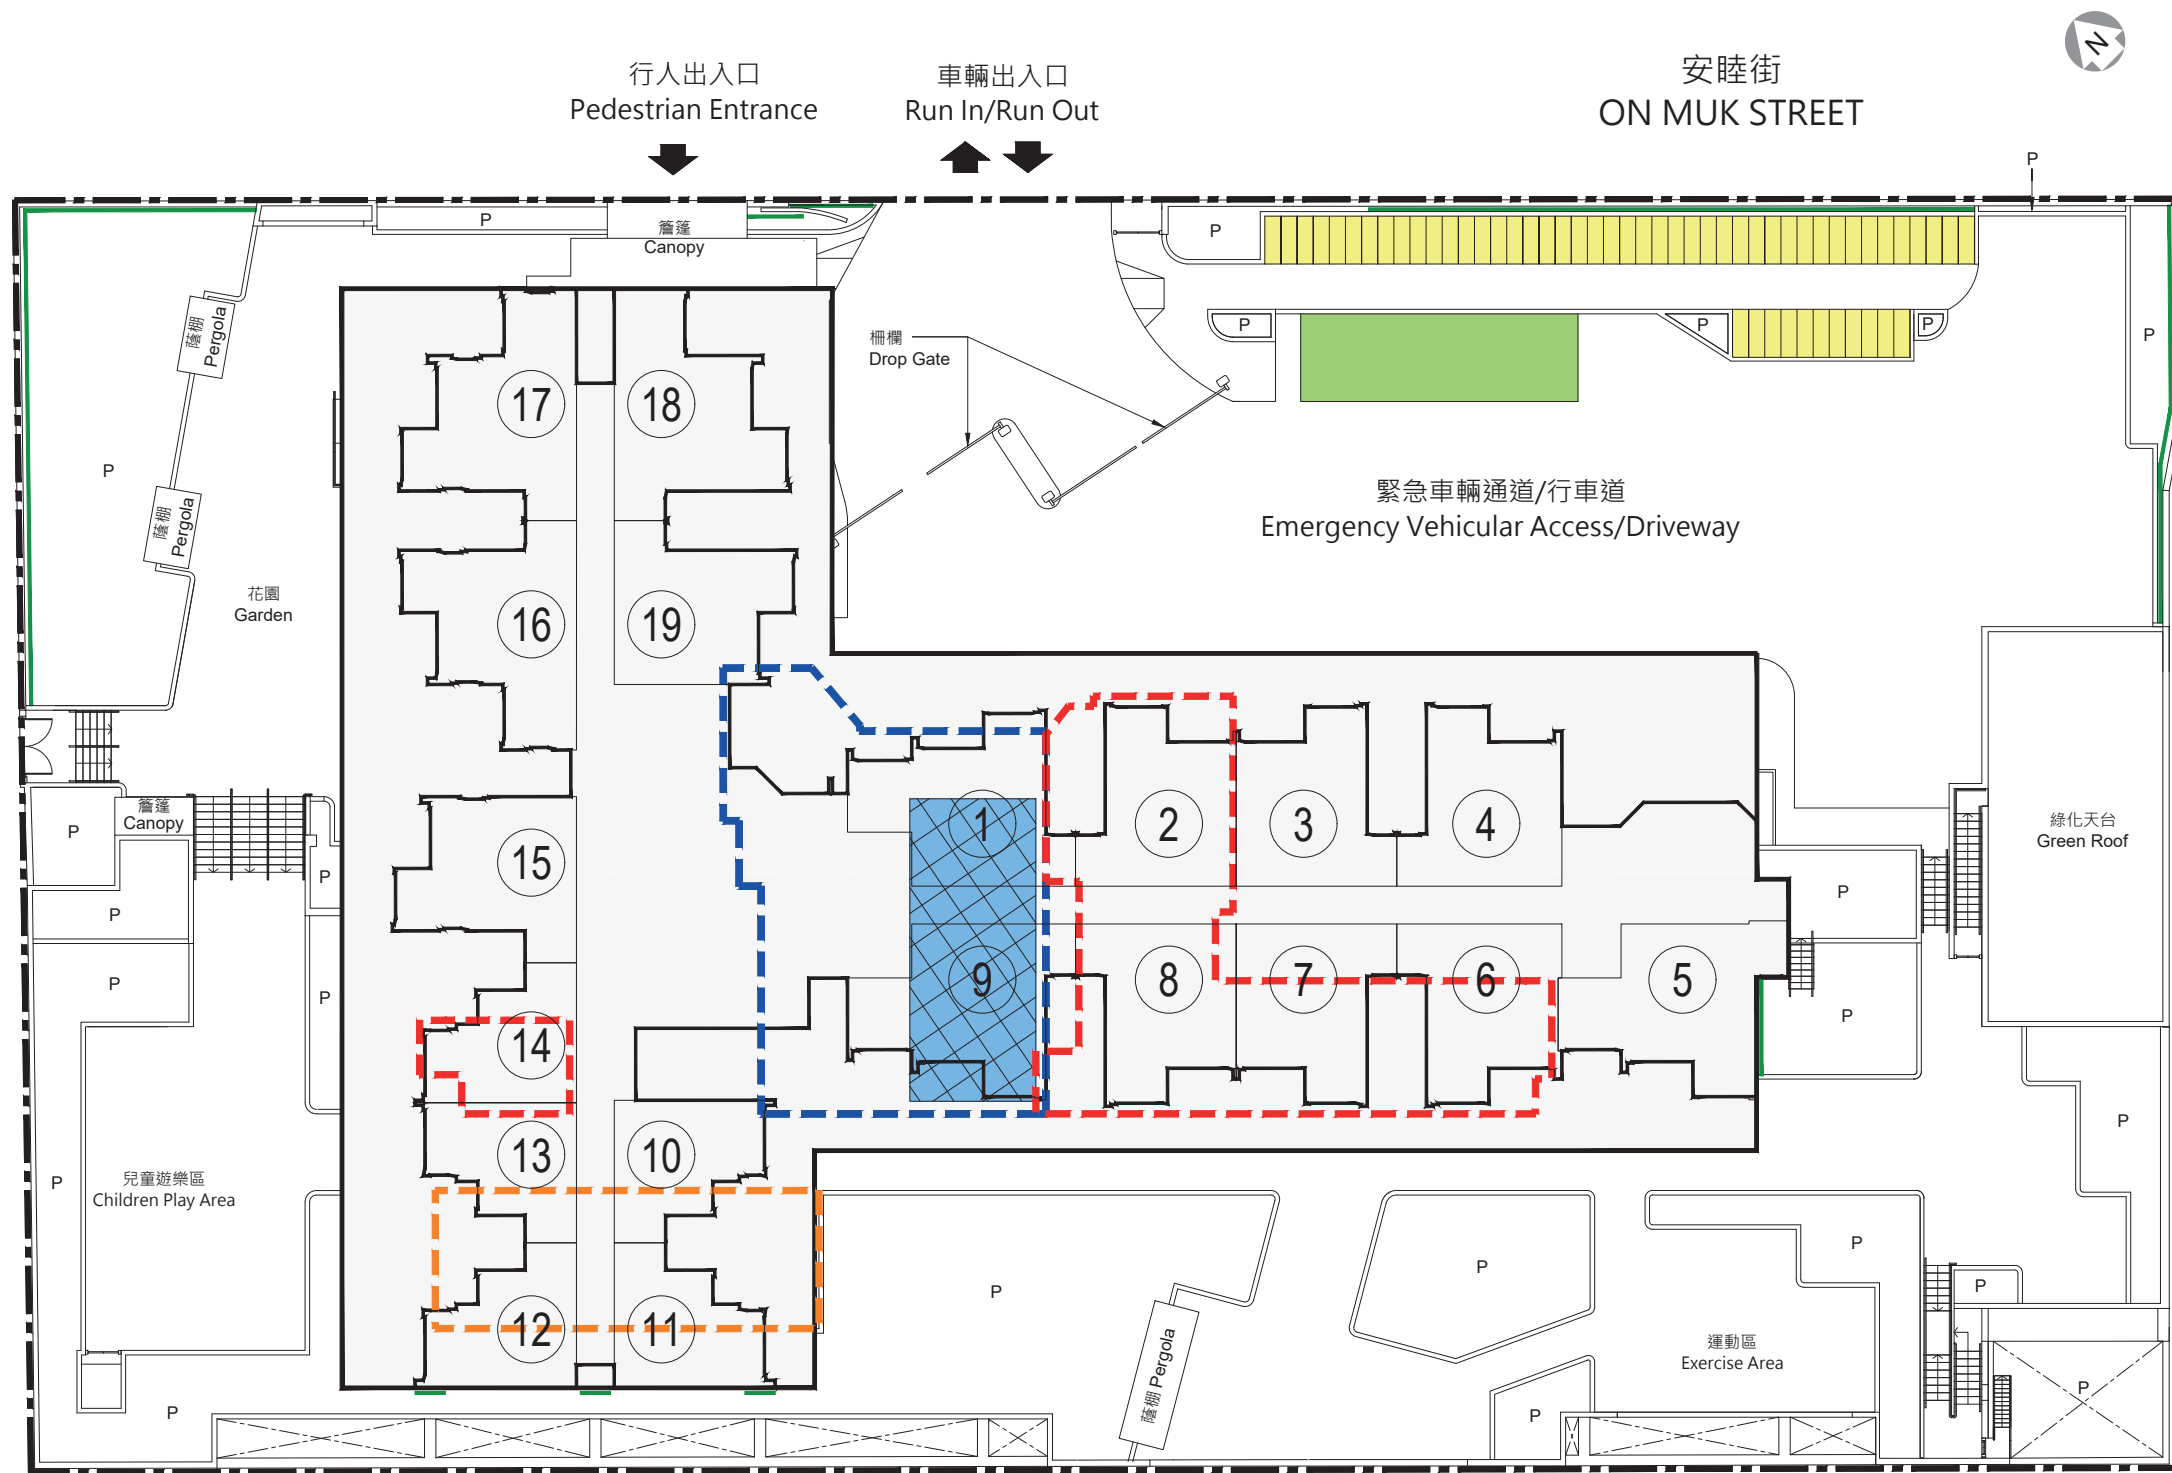 N
行人出入口
Pedestrian Entrance
車輛出入口
Run In/Run Out
安睦街
ON MUK STREET
P
P
簷篷
Canopy
P
P
P
P
P
柵欄
Drop Gate
蔭棚
Pergola
17
18
P
蔭棚
Pergola
緊急車輛通道/行車道
Emergency Vehicular Access/Driveway
花園
Garden
16
19
簷篷
Canopy
P
1
2
3
4
綠化天台
Green Roof
15
P
P
P
9
8
7
6
5
P
P
14
P
13
10
P
兒童遊樂區
Children Play Area
P
P
P
P
P
12
11
運動區
Exercise Area
蔭棚 Pergola
P
P
P